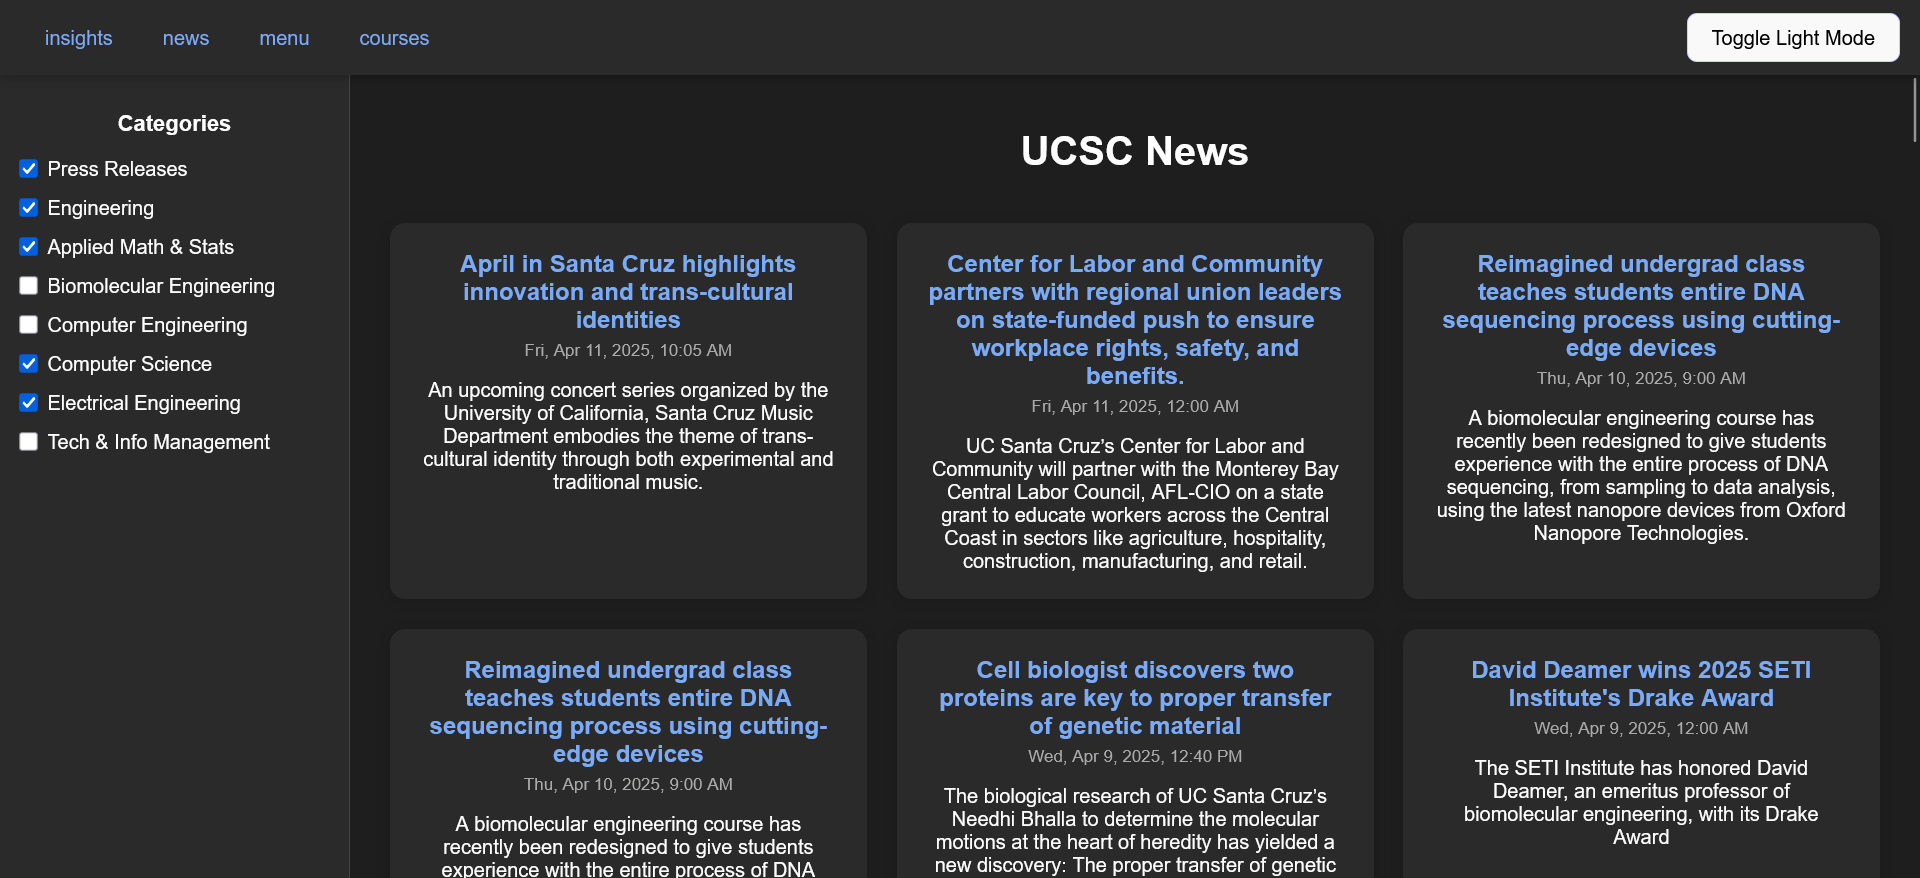 insights news menu courses
Toggle Light Mode
Categories
Press Releases
Engineering
Applied Math & Stats
Biomolecular Engineering
Computer Engineering
Computer Science
Electrical Engineering
Tech & Info Management
UCSC News
April in Santa Cruz highlights
innovation and trans-cultural
identities
Fri, Apr 11, 2025, 10:05 AM
An upcoming concert series organized by the
University of California, Santa Cruz Music
Department embodies the theme of trans-
cultural identity through both experimental and
traditional music.
Center for Labor and Community
partners with regional union leaders
on state-funded push to ensure
workplace rights, safety, and
benefits.
Fri, Apr 11, 2025, 12:00 AM
UC Santa Cruz’s Center for Labor and
Community will partner with the Monterey Bay
Central Labor Council, AFL-CIO on a state
grant to educate workers across the Central
Coast in sectors like agriculture, hospitality,
construction, manufacturing, and retail.
Reimagined undergrad class
teaches students entire DNA
sequencing process using cutting-
edge devices
Thu, Apr 10, 2025, 9:00 AM
A biomolecular engineering course has
recently been redesigned to give students
experience with the entire process of DNA
sequencing, from sampling to data analysis,
using the latest nanopore devices from Oxford
Nanopore Technologies.
Reimagined undergrad class
teaches students entire DNA
sequencing process using cutting-
edge devices
Thu, Apr 10, 2025, 9:00 AM
A biomolecular engineering course has
recently been redesigned to give students
experience with the entire process of DNA
Cell biologist discovers two
proteins are key to proper transfer
of genetic material
Wed, Apr 9, 2025, 12:40 PM
The biological research of UC Santa Cruz’s
Needhi Bhalla to determine the molecular
motions at the heart of heredity has yielded a
new discovery: The proper transfer of genetic
David Deamer wins 2025 SETI
Institute's Drake Award
Wed, Apr 9, 2025, 12:00 AM
The SETI Institute has honored David
Deamer, an emeritus professor of
biomolecular engineering, with its Drake
Award